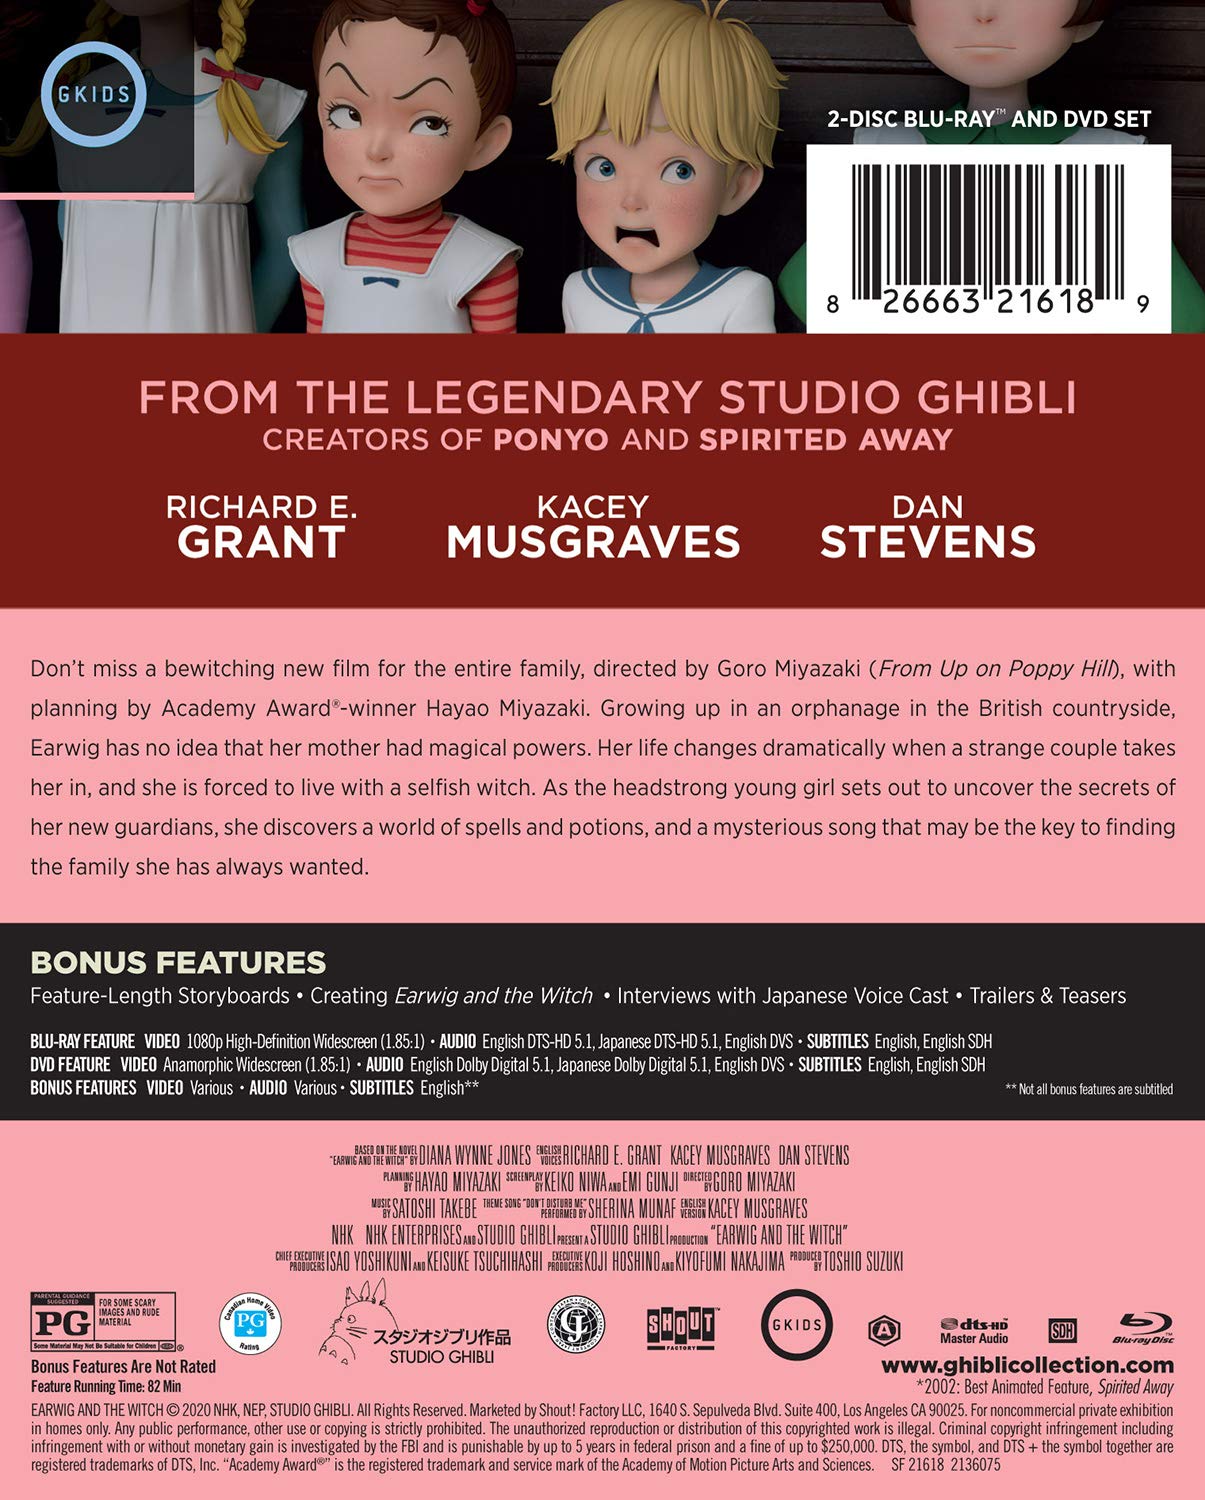 GKIDS
2-DISC BLU-RAY™ AND DVD SET
8 26663 21618 9
FROM THE LEGENDARY STUDIO GHIBLI
CREATORS OF PONYO AND SPIRITED AWAY
RICHARD E. GRANT
KACEY MUSGRAVES
DAN STEVENS
Don't miss a bewitching new film for the entire family, directed by Goro Miyazaki (From Up on Poppy Hill), with
planning by Academy Award®-winner Hayao Miyazaki. Growing up in an orphanage in the British countryside,
Earwig has no idea that her mother had magical powers. Her life changes dramatically when a strange couple takes
her in, and she is forced to live with a selfish witch. As the headstrong young girl sets out to uncover the secrets of
her new guardians, she discovers a world of spells and potions, and a mysterious song that may be the key to finding
the family she has always wanted.
BONUS FEATURES
Feature-Length Storyboards • Creating Earwig and the Witch • Interviews with Japanese Voice Cast • Trailers & Teasers
BLU-RAY FEATURE VIDEO 1080p High-Definition Widescreen (1.85:1) • AUDIO English DTS-HD 5.1, Japanese DTS-HD 5.1, English DVS • SUBTITLES English, English SDH
DVD FEATURE VIDEO Anamorphic Widescreen (1.85:1) • AUDIO English Dolby Digital 5.1, Japanese Dolby Digital 5.1, English DVS • SUBTITLES English, English SDH
BONUS FEATURES VIDEO Various • AUDIO Various • SUBTITLES English**
** Not all bonus features are subtitled
BASED ON THE NOVEL "EARWIG AND THE WITCH" BY DIANA WYNNE JONES ENGLISH VOICES RICHARD E. GRANT KACEY MUSGRAVES DAN STEVENS
PLANNING BY HAYAO MIYAZAKI SCREENPLAY BY KEIKO NIWA AND EMI GUNJI DIRECTED BY GORO MIYAZAKI
MUSIC BY SATOSHI TAKEBE THEME SONG "DON'T DISTURB ME" PERFORMED BY SHERINA MUNAF ENGLISH VERSION KACEY MUSGRAVES
NHK NHK ENTERPRISES AND STUDIO GHIBLI PRESENT A STUDIO GHIBLI PRODUCTION "EARWIG AND THE WITCH"
CHIEF EXECUTIVE PRODUCERS ISAO YOSHIKUNI AND KEISUKE TSUCHIHASHI EXECUTIVE PRODUCERS KOJI HOSHINO AND KIYOFUMI NAKAJIMA PRODUCED BY TOSHIO SUZUKI
PARENTAL GUIDANCE SUGGESTED
PG
FOR SOME SCARY IMAGES AND RUDE MATERIAL
Some Material May Not Be Suitable for Children
Canadian Home Video
PG
Rating
スタジオジブリ作品
STUDIO GHIBLI
SHOUT™
FACTORY
GKIDS
A
dts-HD
Master Audio
SDH
Blu-ray Disc™
Bonus Features Are Not Rated
Feature Running Time: 82 Min
www.ghiblicollection.com
*2002: Best Animated Feature, Spirited Away
EARWIG AND THE WITCH © 2020 NHK, NEP, STUDIO GHIBLI. All Rights Reserved. Marketed by Shout! Factory LLC, 1640 S. Sepulveda Blvd. Suite 400, Los Angeles CA 90025. For noncommercial private exhibition
in homes only. Any public performance, other use or copying is strictly prohibited. The unauthorized reproduction or distribution of this copyrighted work is illegal. Criminal copyright infringement including
infringement with or without monetary gain is investigated by the FBI and is punishable by up to 5 years in federal prison and a fine of up to $250,000. DTS, the symbol, and DTS + the symbol together are
registered trademarks of DTS, Inc. "Academy Award®" is the registered trademark and service mark of the Academy of Motion Picture Arts and Sciences. SF 21618 2136075